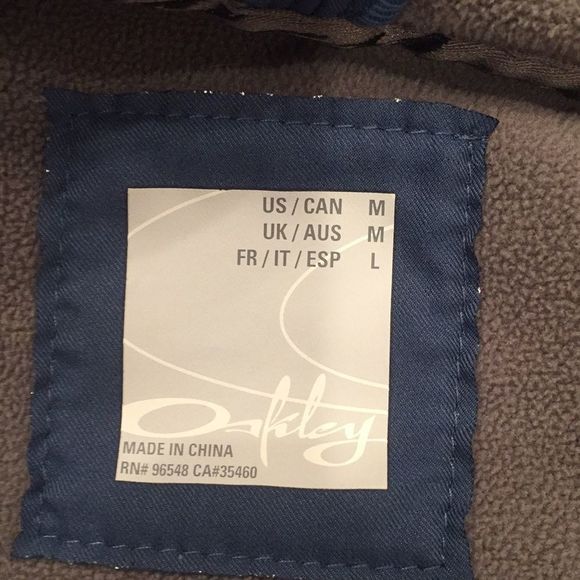 US / CAN M
UK / AUS M
FR / IT / ESP L
Oakley
MADE IN CHINA
RN# 96548 CA#35460